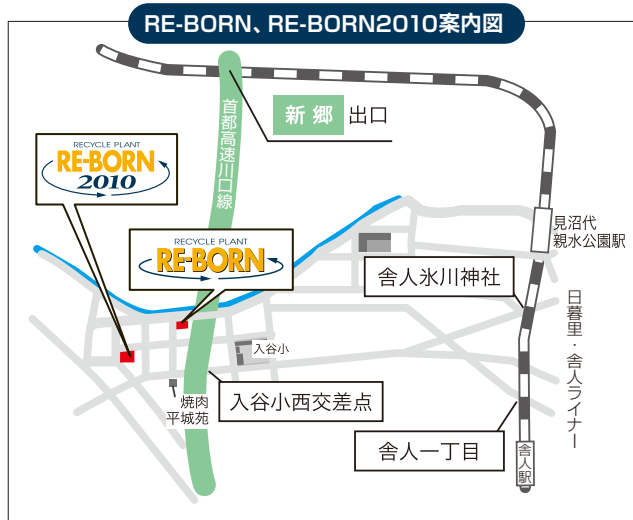 RE-BORN、RE-BORN2010案内図
首都高速川口線
新郷 出口
RECYCLE PLANT
RE-BORN
2010
見沼代
親水公園駅
RECYCLE PLANT
RE-BORN
舎人氷川神社
日暮里・舎人ライナー
入谷小
焼肉
平城苑
入谷小西交差点
舎人一丁目
舎人駅